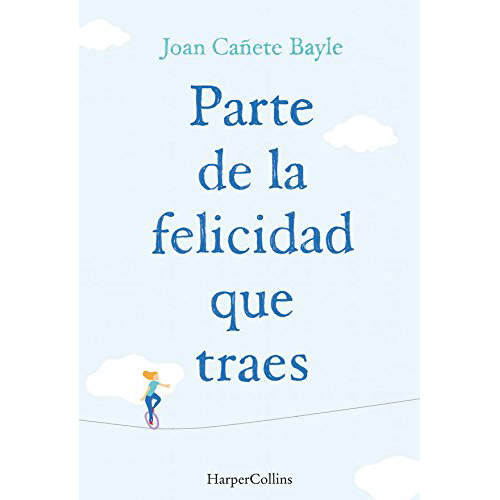 Joan Cañete Bayle
Parte
de la
felicidad
que
traes
HarperCollins